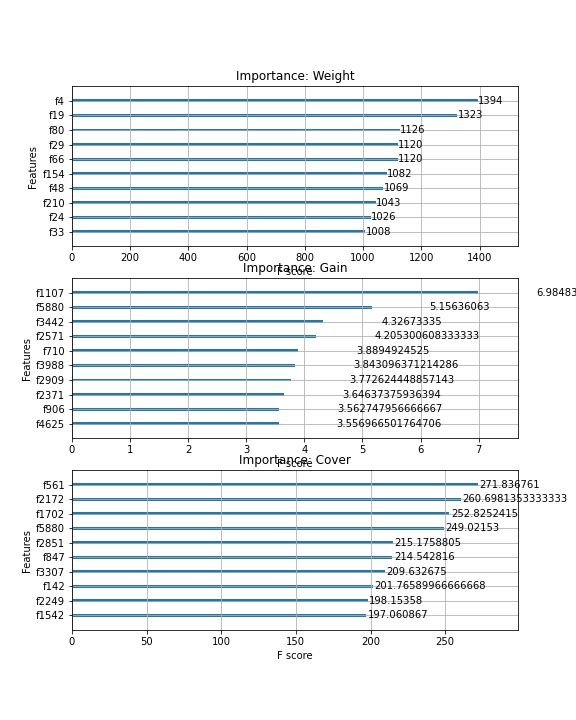 Importance: Weight
f4 1394
f19 1323
f80 1126
f29 1120
f66 1120
f154 1082
f48 1069
f210 1043
f24 1026
f33 1008
Features
0 200 400 600 800 1000 1200 1400
F score
Importance: Gain
f1107 6.98483
f5880 5.15636063
f3442 4.32673335
f2571 4.205300608333333
f710 3.8894924525
f3988 3.843096371214286
f2909 3.772624448857143
f2371 3.64637375936394
f906 3.562747956666667
f4625 3.556966501764706
Features
0 1 2 3 4 5 6 7
F score
Importance: Cover
f561 271.836761
f2172 260.6981353333333
f1702 252.8252415
f5880 249.02153
f2851 215.1758805
f847 214.542816
f3307 209.632675
f142 201.76589966666668
f2249 198.15358
f1542 197.060867
Features
0 50 100 150 200 250
F score